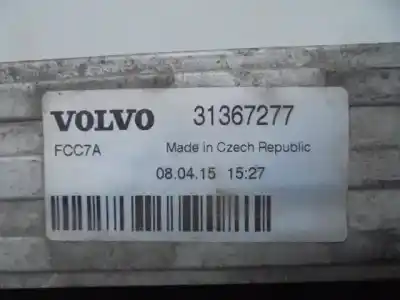 VOLVO 31367277
FCC7A Made in Czech Republic
08.04.15 15:27